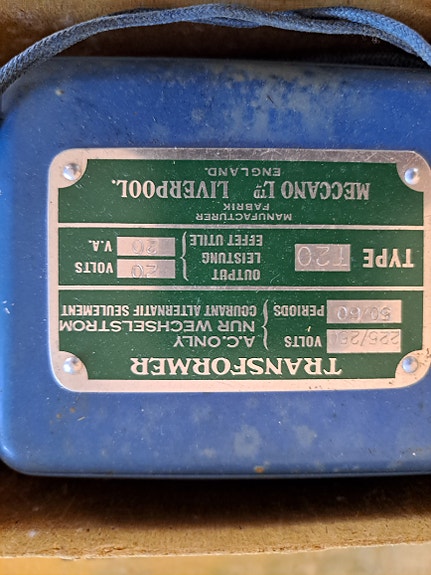 TRANSFORMER
225/250 VOLTS A.C. ONLY
NUR WECHSELSTROM
50/60 PERIODS COURANT ALTERNATIF SEULEMENT
TYPE T20
OUTPUT
LEISTUNG
EFFET UTILE
20 VOLTS
20 V.A.
MANUFACTURER
FABRIK
MECCANO LTD LIVERPOOL.
ENGLAND.